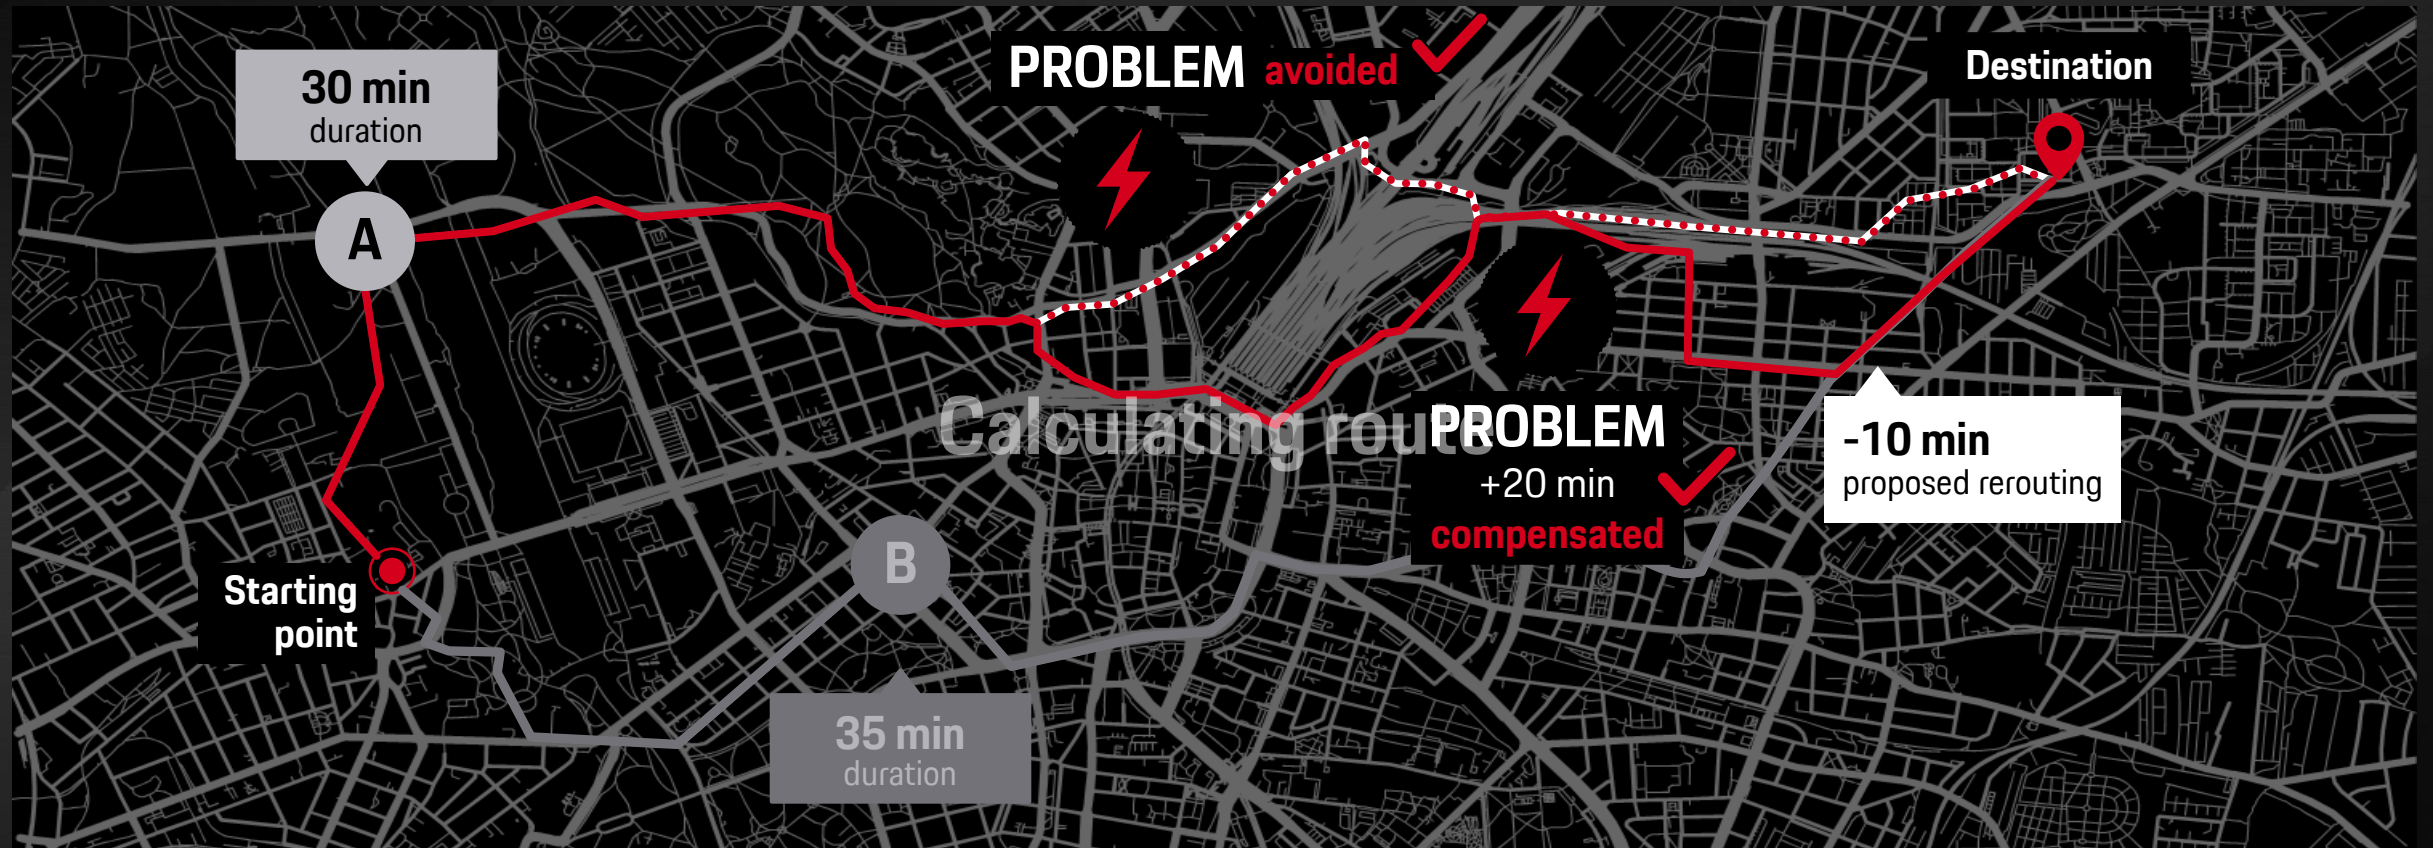 30 min
duration
A
PROBLEM avoided
Destination
Calculating route
PROBLEM
+20 min
compensated
-10 min
proposed rerouting
Starting
point
B
35 min
duration